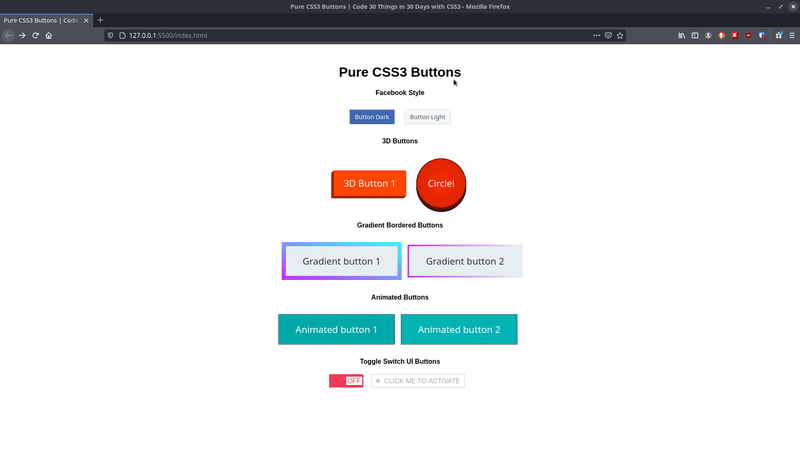 Pure CSS3 Buttons | Code 30 Things in 30 Days with CSS3 - Mozilla Firefox
Pure CSS3 Buttons | Code
127.0.0.1:5500/index.html
Pure CSS3 Buttons
Facebook Style
Button Dark
Button Light
3D Buttons
3D Button 1
Circle!
Gradient Bordered Buttons
Gradient button 1
Gradient button 2
Animated Buttons
Animated button 1
Animated button 2
Toggle Switch UI Buttons
OFF
CLICK ME TO ACTIVATE